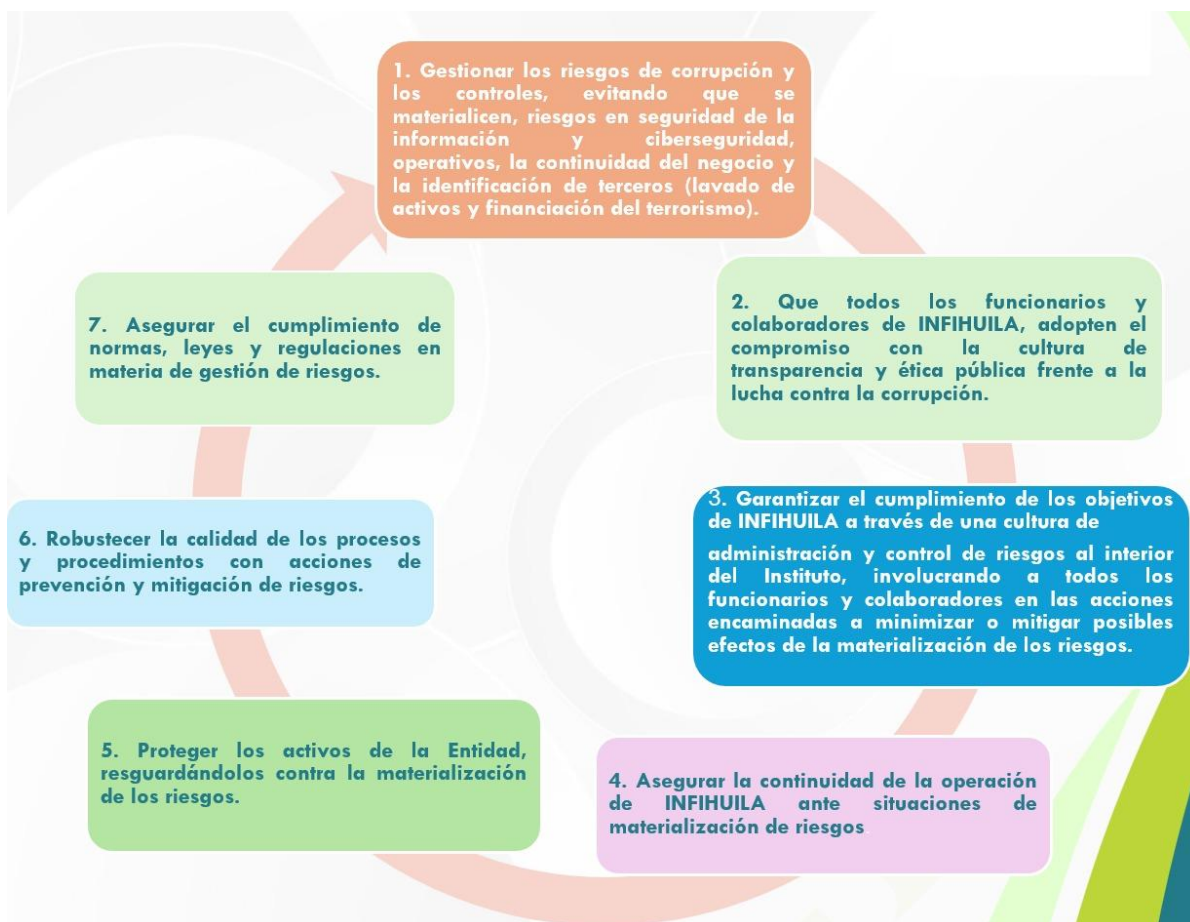 1. Gestionar los riesgos de corrupción y
los controles, evitando que se
materialicen, riesgos en seguridad de la
información y ciberseguridad,
operativos, la continuidad del negocio y
la identificación de terceros (lavado de
activos y financiación del terrorismo).
2. Que todos los funcionarios y
colaboradores de INFIHUILA, adopten el
compromiso con la cultura de
transparencia y ética pública frente a la
lucha contra la corrupción.
3. Garantizar el cumplimiento de los objetivos
de INFIHUILA a través de una cultura de
administración y control de riesgos al interior
del Instituto, involucrando a todos los
funcionarios y colaboradores en las acciones
encaminadas a minimizar o mitigar posibles
efectos de la materialización de los riesgos.
4. Asegurar la continuidad de la operación
de INFIHUILA ante situaciones de
materialización de riesgos.
5. Proteger los activos de la Entidad,
resguardándolos contra la materialización
de los riesgos.
6. Robustecer la calidad de los procesos
y procedimientos con acciones de
prevención y mitigación de riesgos.
7. Asegurar el cumplimiento de
normas, leyes y regulaciones en
materia de gestión de riesgos.